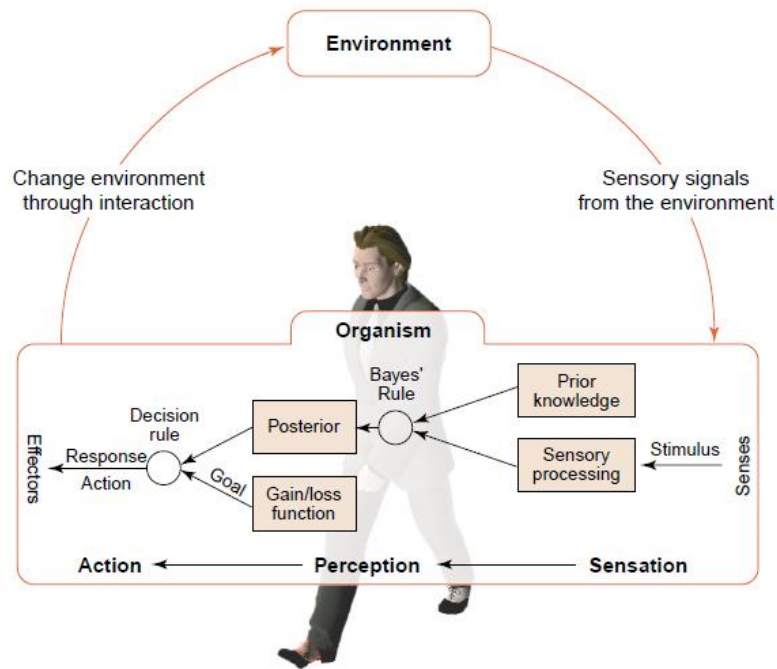 Environment
Change environment
through interaction
Sensory signals
from the environment
Organism
Bayes'
Rule
Prior
knowledge
Decision
rule
Posterior
Sensory
processing
Stimulus
Senses
Effectors
Response
Action
Goal
Gain/loss
function
Action
Perception
Sensation